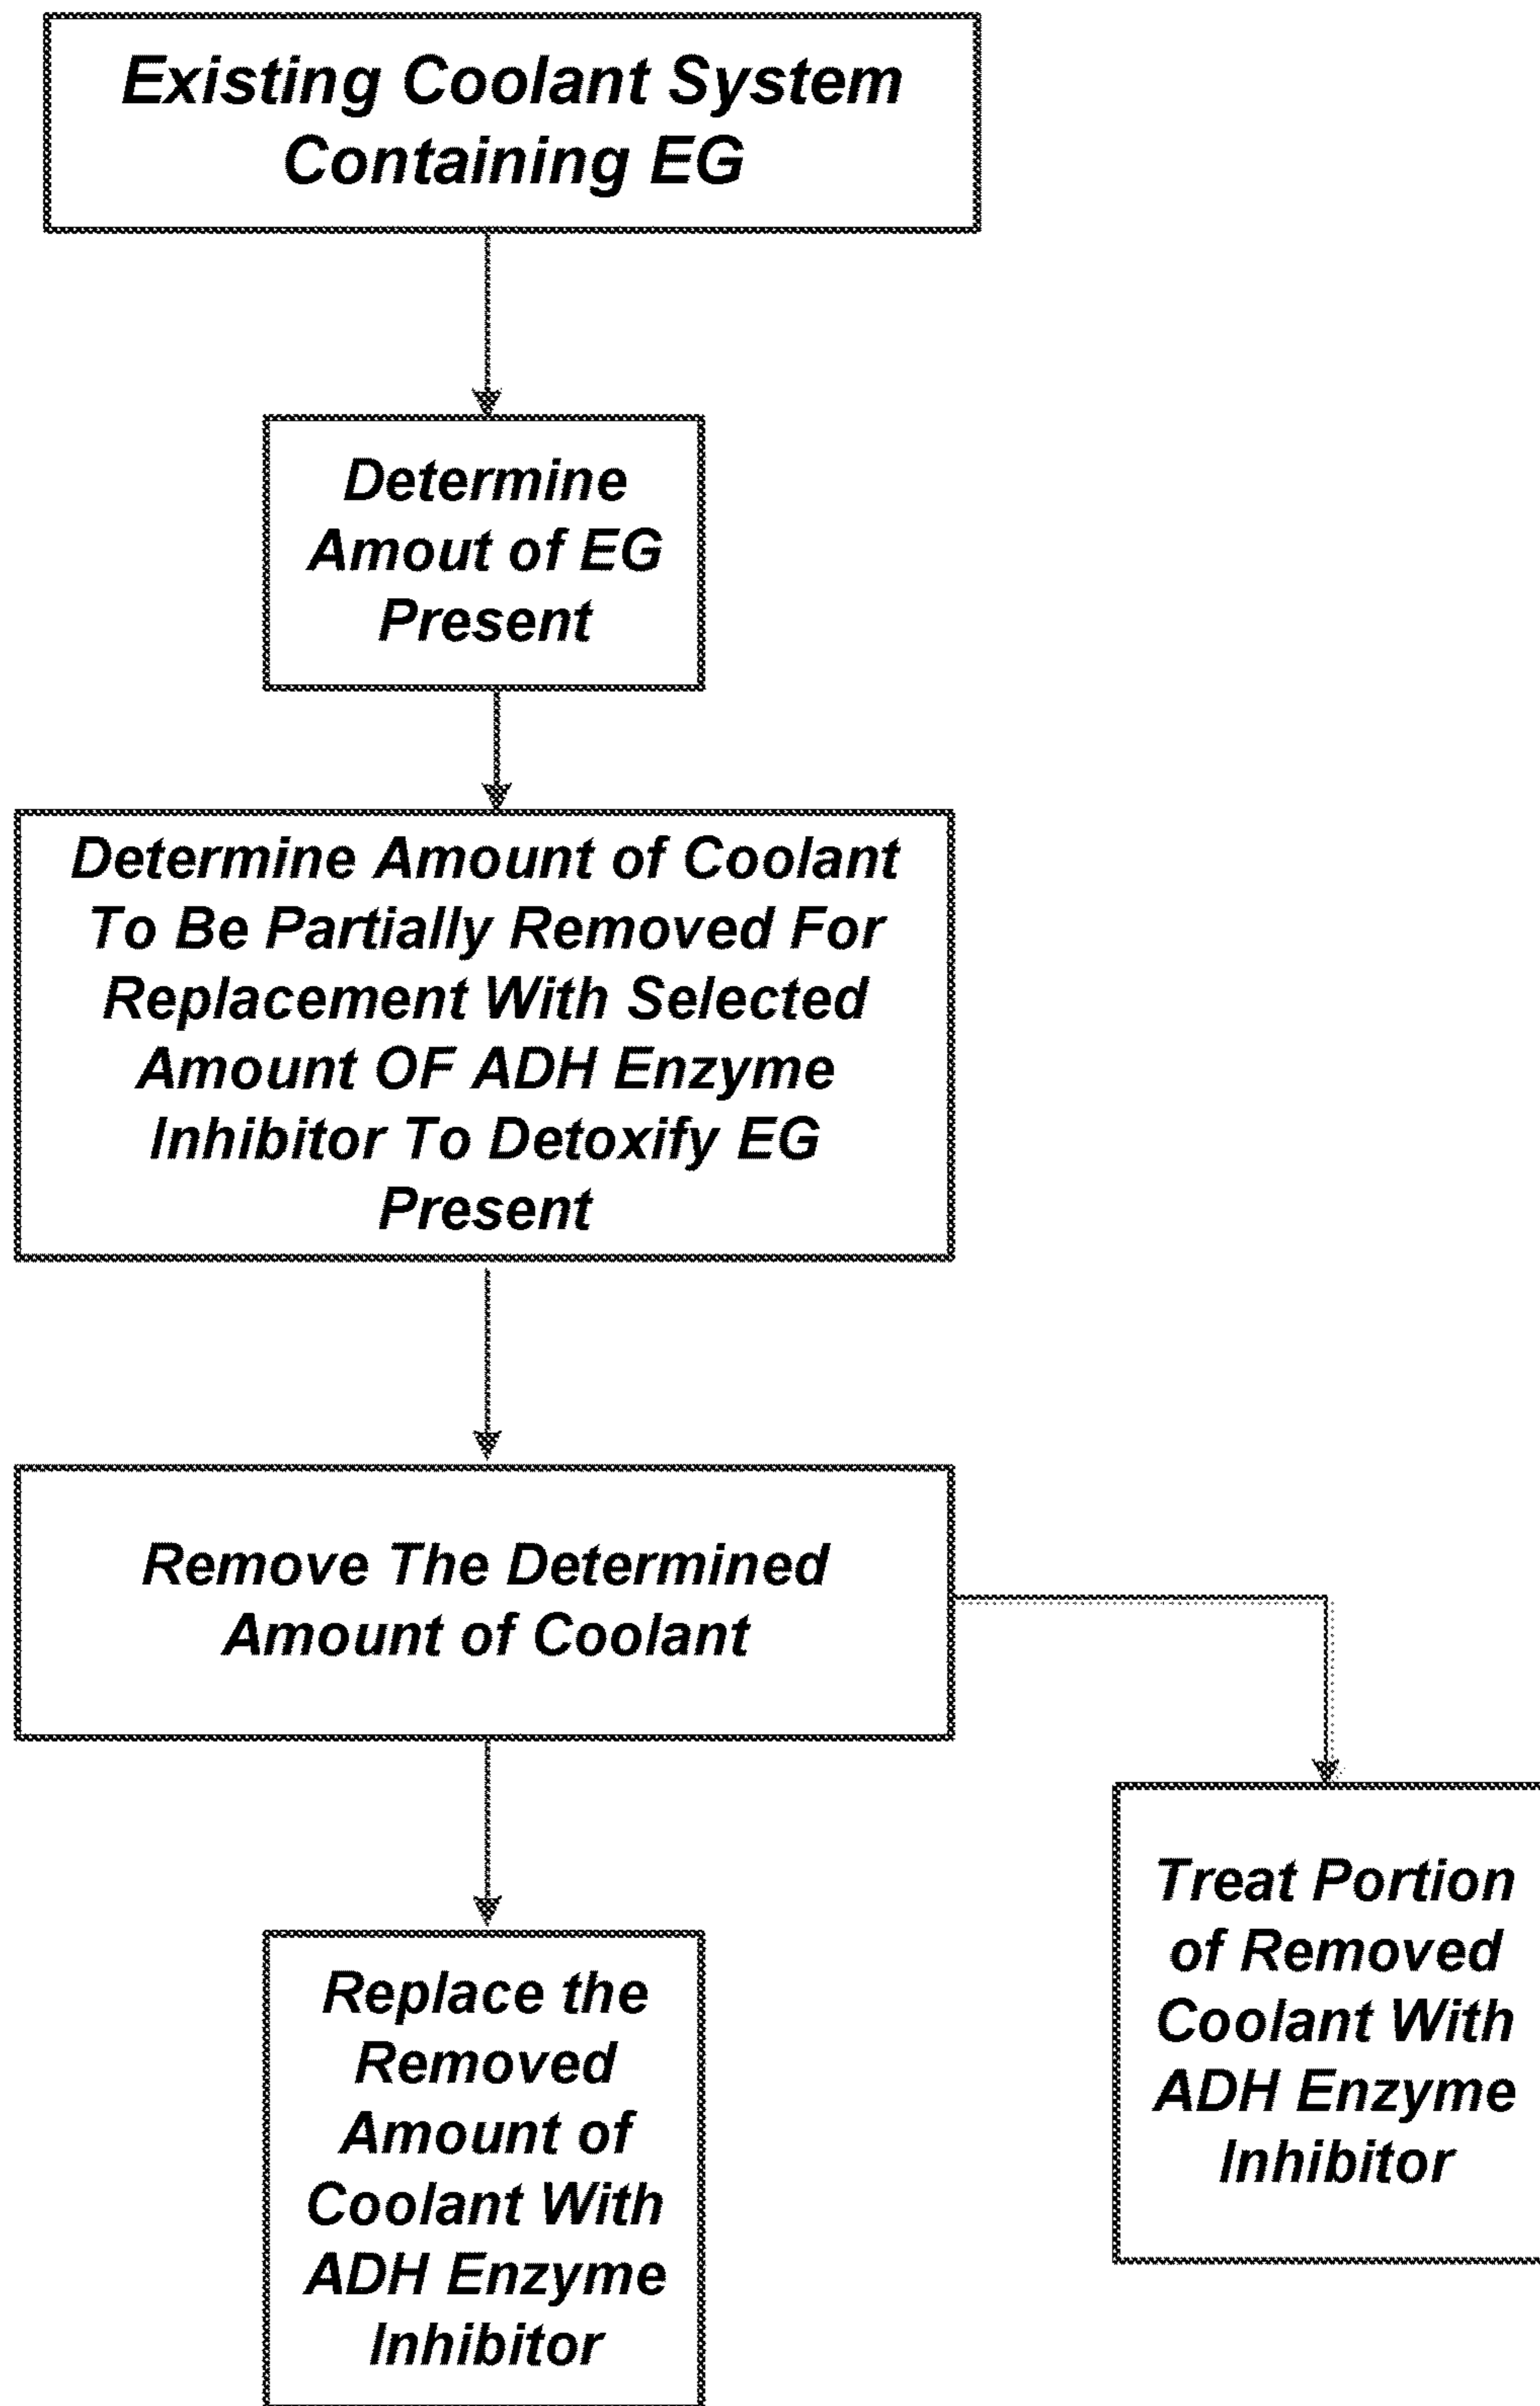 Existing Coolant System
Containing EG
Determine
Amout of EG
Present
Determine Amount of Coolant
To Be Partially Removed For
Replacement With Selected
Amount OF ADH Enzyme
Inhibitor To Detoxify EG
Present
Remove The Determined
Amount of Coolant
Replace the
Removed
Amount of
Coolant With
ADH Enzyme
Inhibitor
Treat Portion
of Removed
Coolant With
ADH Enzyme
Inhibitor